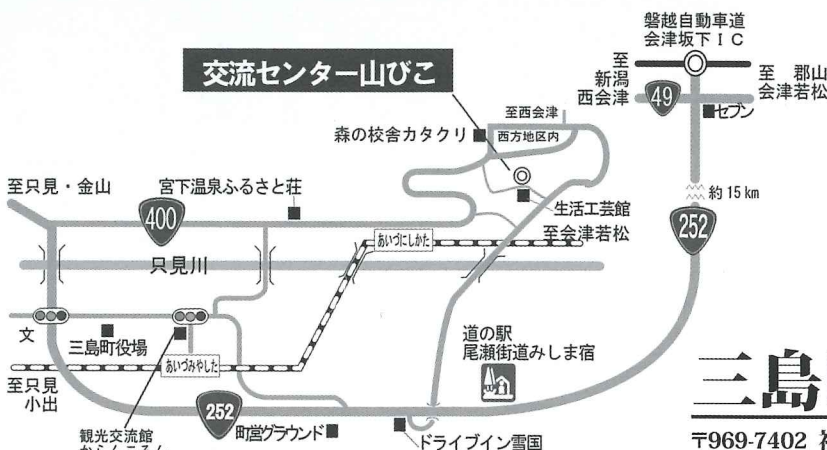 磐越自動車道
会津坂下ＩＣ
至
新潟
西会津
49
至 郡山
会津若松
セブン
交流センター山びこ
至西会津
西方地区内
森の校舎カタクリ
生活工芸館
至会津若松
約15km
252
至只見・金山
宮下温泉ふるさと荘
400
あいづにしかた
只見川
文
三島町役場
あいづみやした
至只見
小出
道の駅
尾瀬街道みしま宿
252
町営グラウンド
ドライブイン雪国
観光交流館
三島
〒969-7402